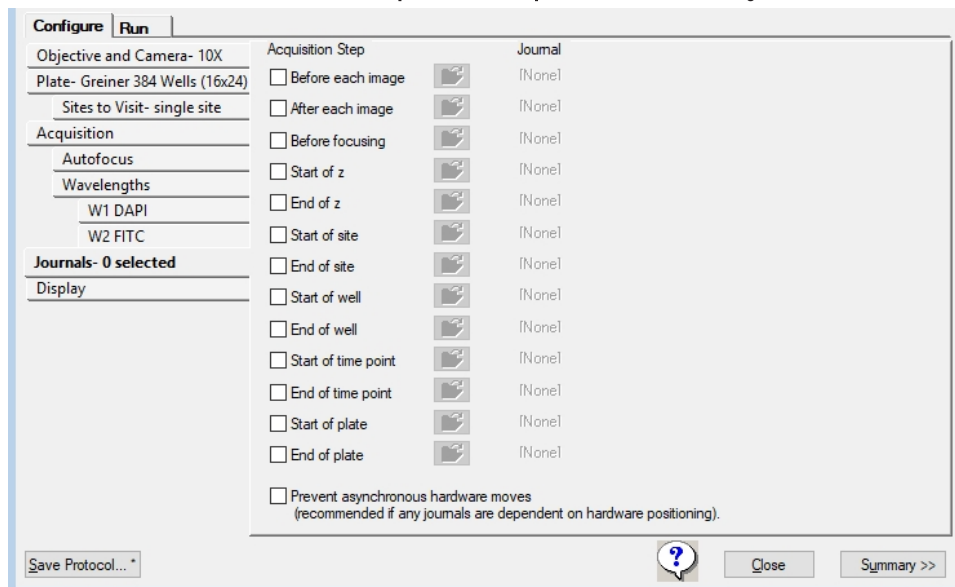 Configure Run
Objective and Camera- 10X
Plate- Greiner 384 Wells (16x24)
Sites to Visit- single site
Acquisition
Autofocus
Wavelengths
W1 DAPI
W2 FITC
Journals- 0 selected
Display
Acquisition Step Journal
Before each image [None]
After each image [None]
Before focusing [None]
Start of z [None]
End of z [None]
Start of site [None]
End of site [None]
Start of well [None]
End of well [None]
Start of time point [None]
End of time point [None]
Start of plate [None]
End of plate [None]
Prevent asynchronous hardware moves
(recommended if any journals are dependent on hardware positioning).
Save Protocol... * ? Close Summary >>